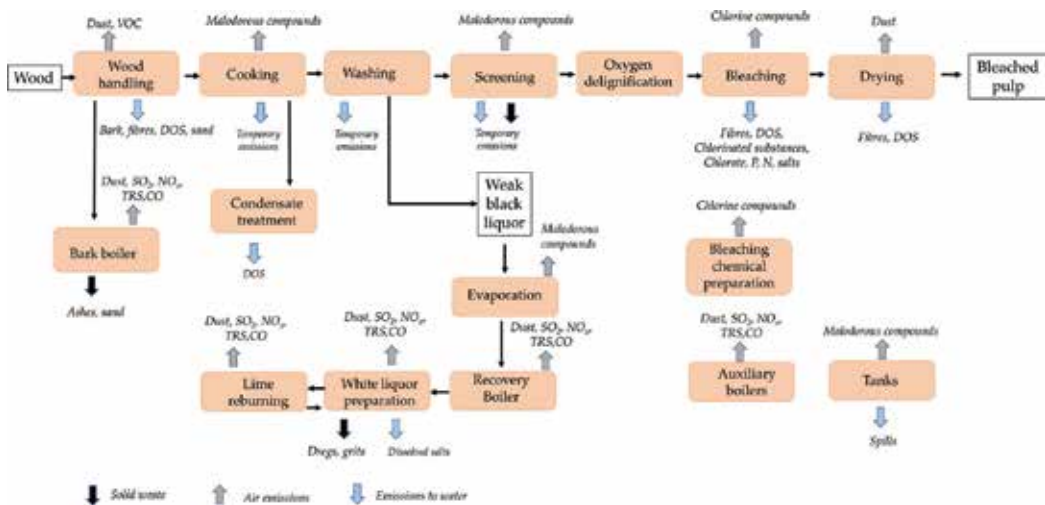 Dust, VOC
Malodorous compounds
Malodorous compounds
Chlorine compounds
Dust
Wood
Wood
handling
Cooking
Washing
Screening
Oxygen
delignification
Bleaching
Drying
Bleached
pulp
Bark, fibres, DOS, sand
Temporary
emissions
Temporary
emissions
Temporary
emissions
Fibres, DOS,
Chlorinated substances,
Chlorate, P, N, salts
Fibres, DOS
Dust, SO2, NOx,
TRS,CO
Condensate
treatment
Weak
black
liquor
Chlorine compounds
Bark boiler
Malodorous
compounds
Bleaching
chemical
preparation
DOS
Ashes, sand
Evaporation
Dust, SO2, NOx,
TRS,CO
Dust, SO2, NOx,
TRS,CO
Dust, SO2, NOx,
TRS,CO
Dust, SO2, NOx,
TRS,CO
Malodorous compounds
Lime
reburning
White liquor
preparation
Recovery
Boiler
Auxiliary
boilers
Tanks
Dregs, grits
Dissolved salts
Spills
Solid waste
Air emissions
Emissions to water